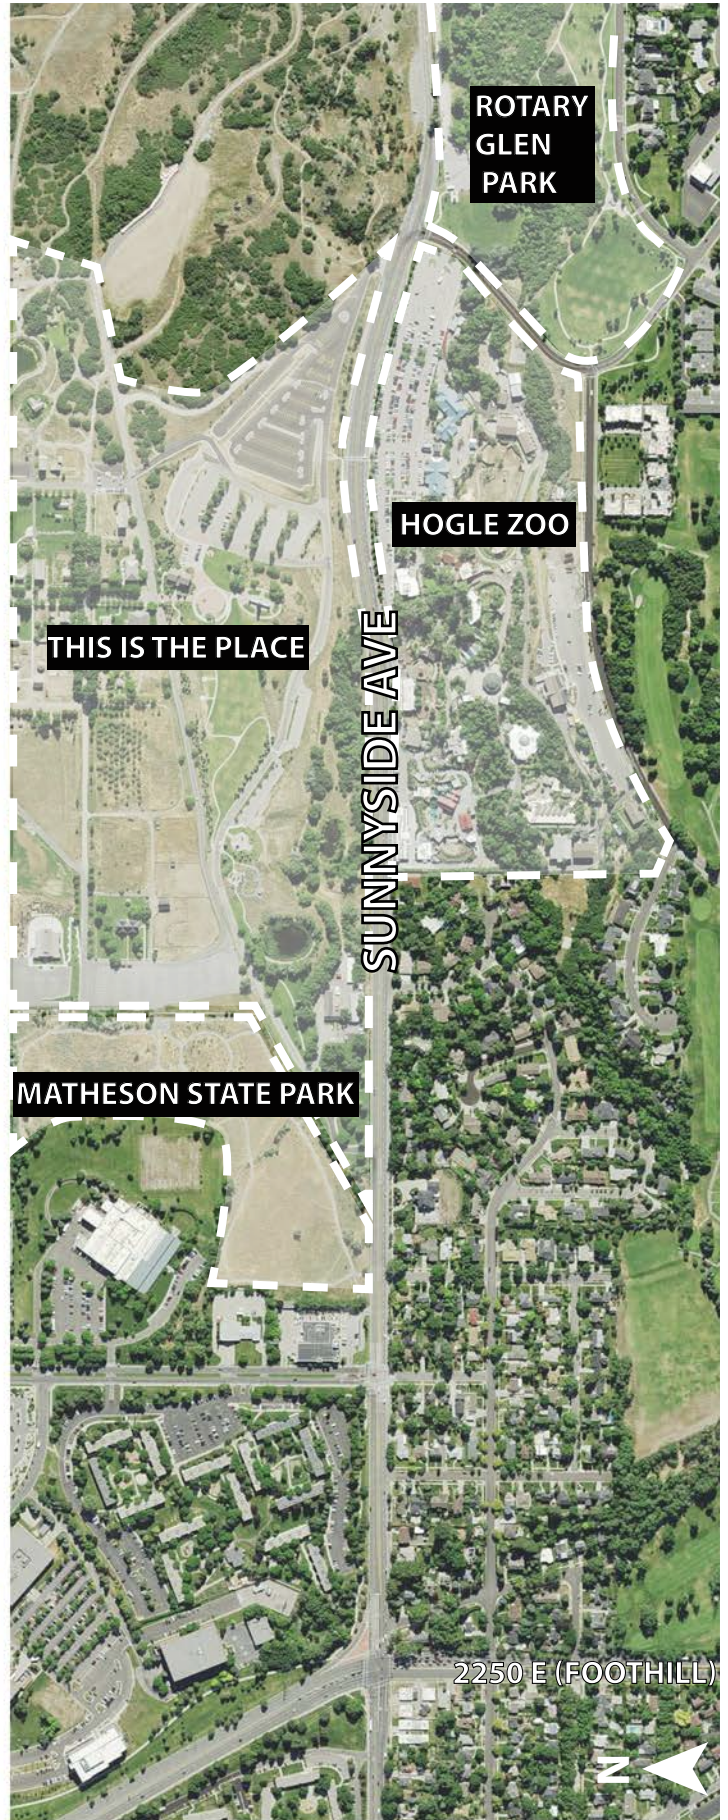 ROTARY
GLEN
PARK
HOGLE ZOO
THIS IS THE PLACE
SUNNYSIDE AVE
MATHESON STATE PARK
2250 E (FOOTHILL)
N